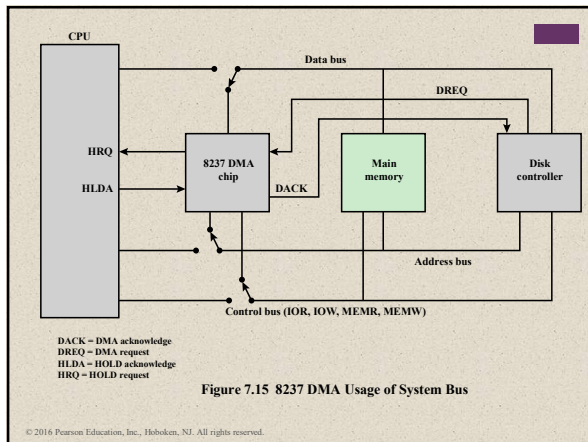 CPU
Data bus
DREQ
HRQ
8237 DMA
chip
Main
memory
Disk
controller
HLDA
DACK
Address bus
Control bus (IOR, IOW, MEMR, MEMW)
DACK = DMA acknowledge
DREQ = DMA request
HLDA = HOLD acknowledge
HRQ = HOLD request
Figure 7.15 8237 DMA Usage of System Bus
© 2016 Pearson Education, Inc., Hoboken, NJ. All rights reserved.